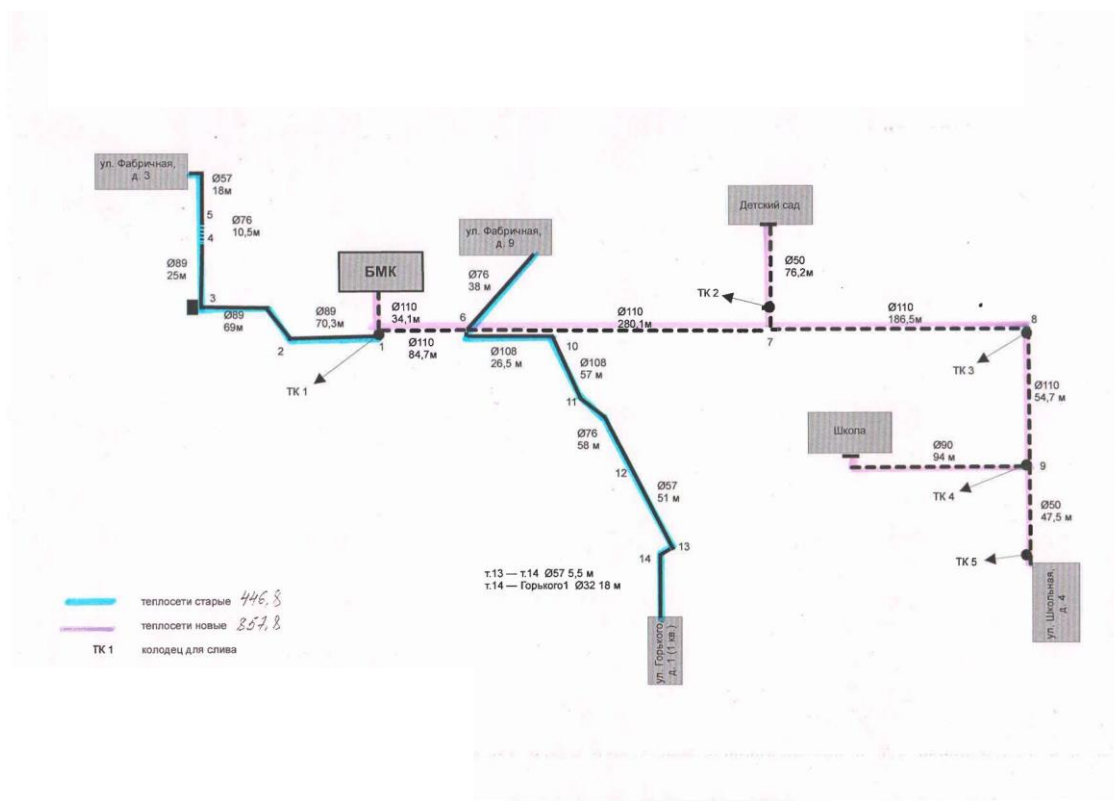 ул. Фабричная,
д. 3
Ø57
18м
5
4
Ø76
10,5м
Ø89
25м
3
Ø89
69м
2
Ø89
70,3м
БМК
1
ТК 1
Ø110
34,1м
Ø110
84,7м
ул. Фабричная,
д. 9
Ø76
38 м
6
Ø108
26,5 м
10
Ø108
57 м
11
Ø76
58 м
12
Ø57
51 м
13
14
т.13 — т.14 Ø57 5,5 м
т.14 — Горького1 Ø32 18 м
ул. Горького
д. 1 (1 кв.)
Ø110
280,1м
Детский сад
Ø50
76,2м
ТК 2
7
Ø110
186,5м
8
ТК 3
Ø110
54,7 м
Школа
Ø90
94 м
9
ТК 4
Ø50
47,5 м
ТК 5
ул. Школьная,
д. 4
теплосети старые 446,8
теплосети новые 857,8
ТК 1 колодец для слива